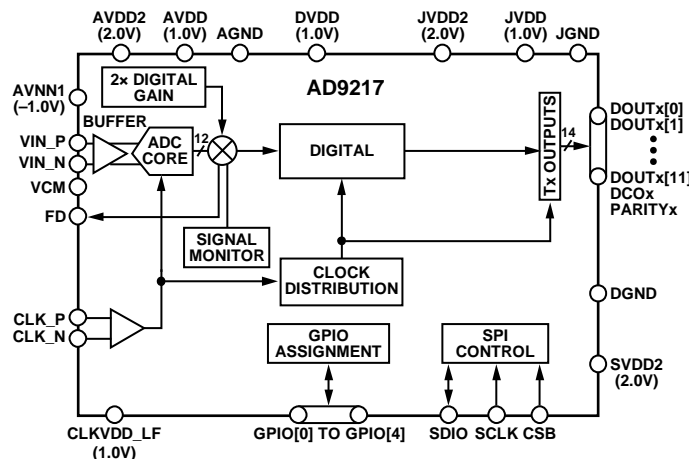 AVDD2
(2.0V)
AVDD
(1.0V)
AGND
DVDD
(1.0V)
JVDD2
(2.0V)
JVDD
(1.0V)
JGND
AVNN1
(–1.0V)
2× DIGITAL
GAIN
AD9217
BUFFER
VIN_P
VIN_N
ADC
CORE
12
DIGITAL
Tx OUTPUTS
14
DOUTx[0]
DOUTx[1]
DOUTx[11]
DCOx
PARITYx
VCM
FD
SIGNAL
MONITOR
CLOCK
DISTRIBUTION
DGND
CLK_P
CLK_N
GPIO
ASSIGNMENT
SPI
CONTROL
SVDD2
(2.0V)
CLKVDD_LF
(1.0V)
GPIO[0] TO GPIO[4]
SDIO
SCLK
CSB